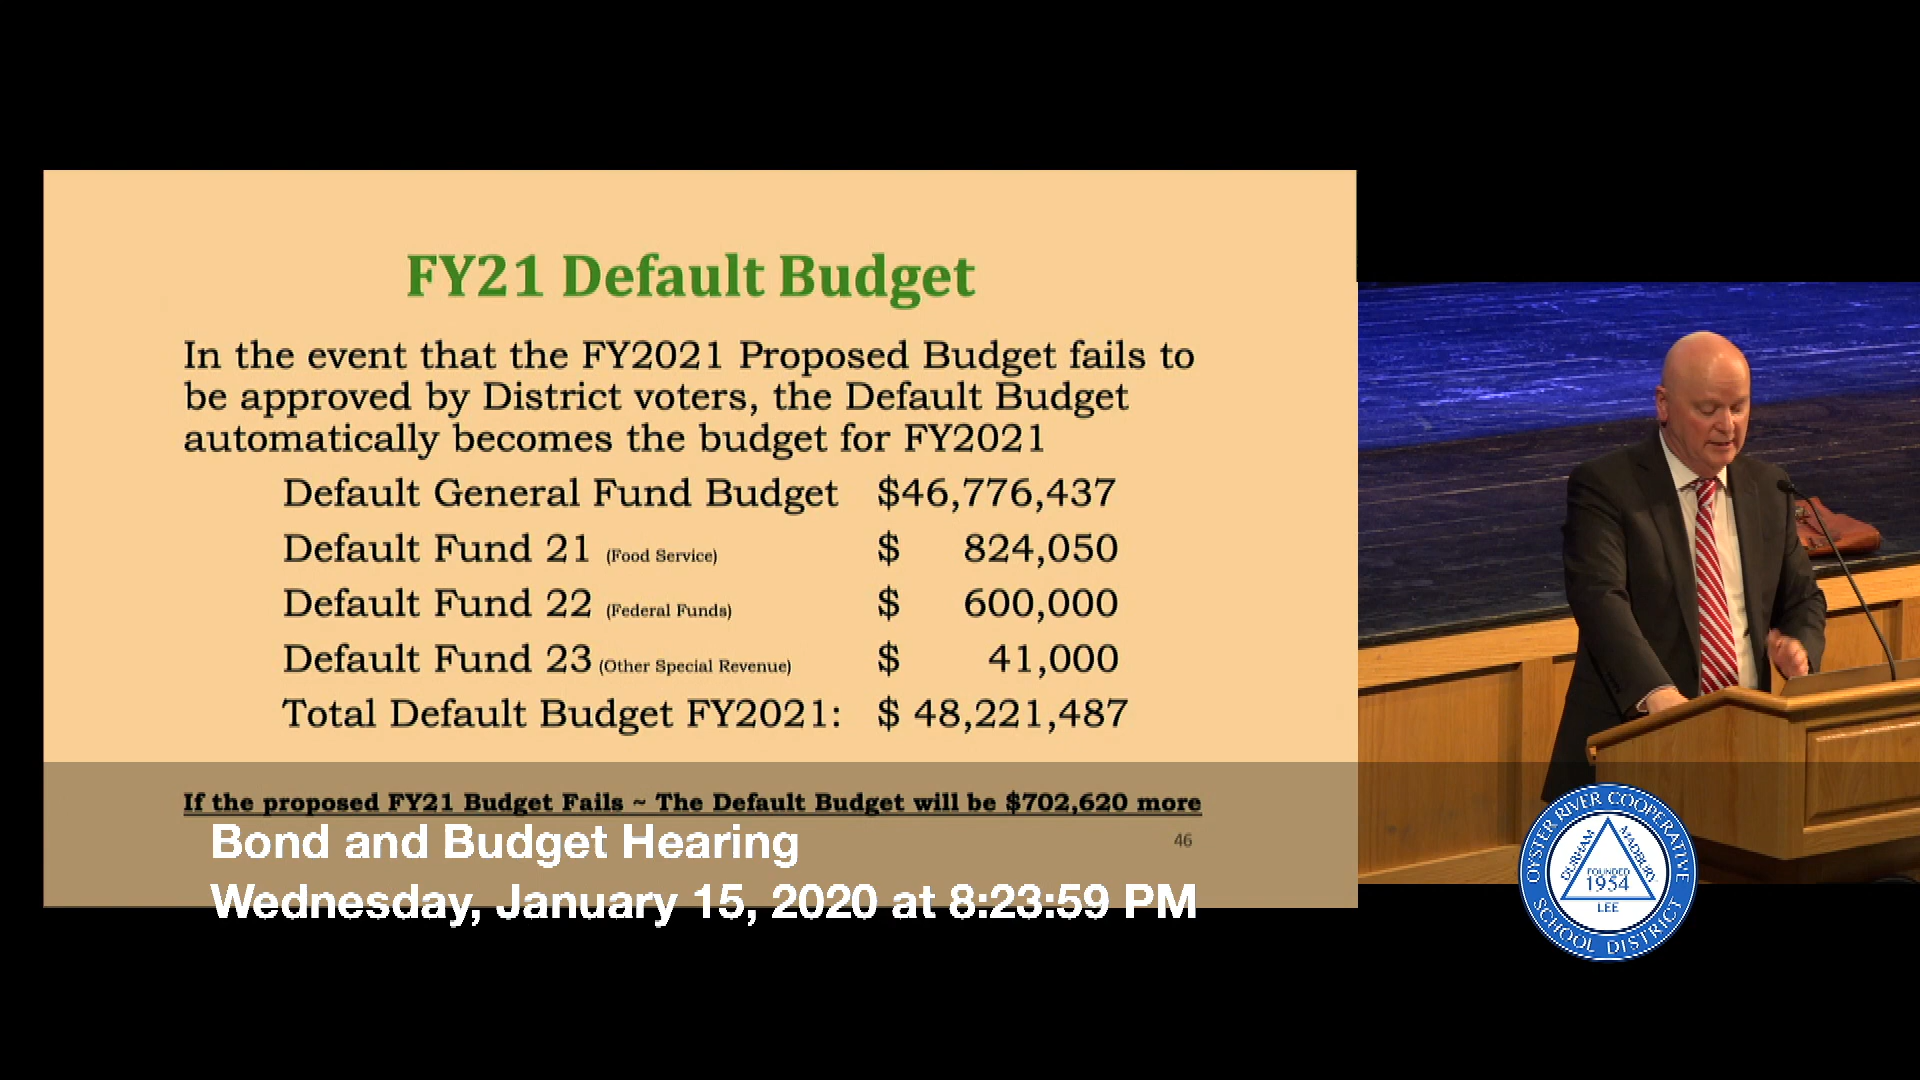 FY21 Default Budget
In the event that the FY2021 Proposed Budget fails to
be approved by District voters, the Default Budget
automatically becomes the budget for FY2021
Default General Fund Budget $46,776,437
Default Fund 21 (Food Service) $ 824,050
Default Fund 22 (Federal Funds) $ 600,000
Default Fund 23 (Other Special Revenue) $ 41,000
Total Default Budget FY2021: $ 48,221,487
If the proposed FY21 Budget Fails ~ The Default Budget will be $702,620 more
46
Bond and Budget Hearing
Wednesday, January 15, 2020 at 8:23:59 PM
OYSTER RIVER COOPERATIVE
SCHOOL DISTRICT
DURHAM
MADBURY
FOUNDED
1954
LEE